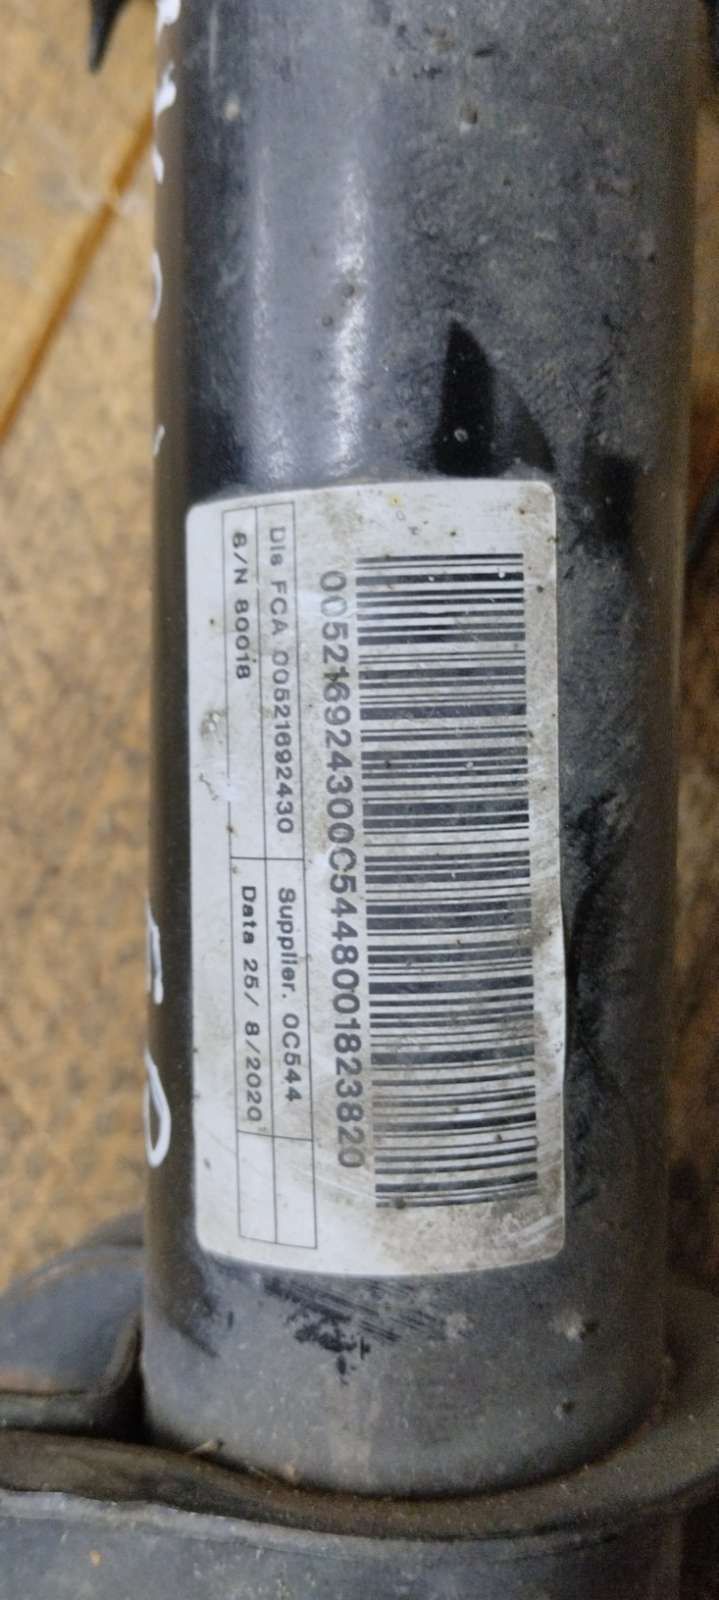 005216924300C5448001823820
Dis FCA 00521692430 Supplier. 0C544
S/N 80018 Data 25/ 8/2020